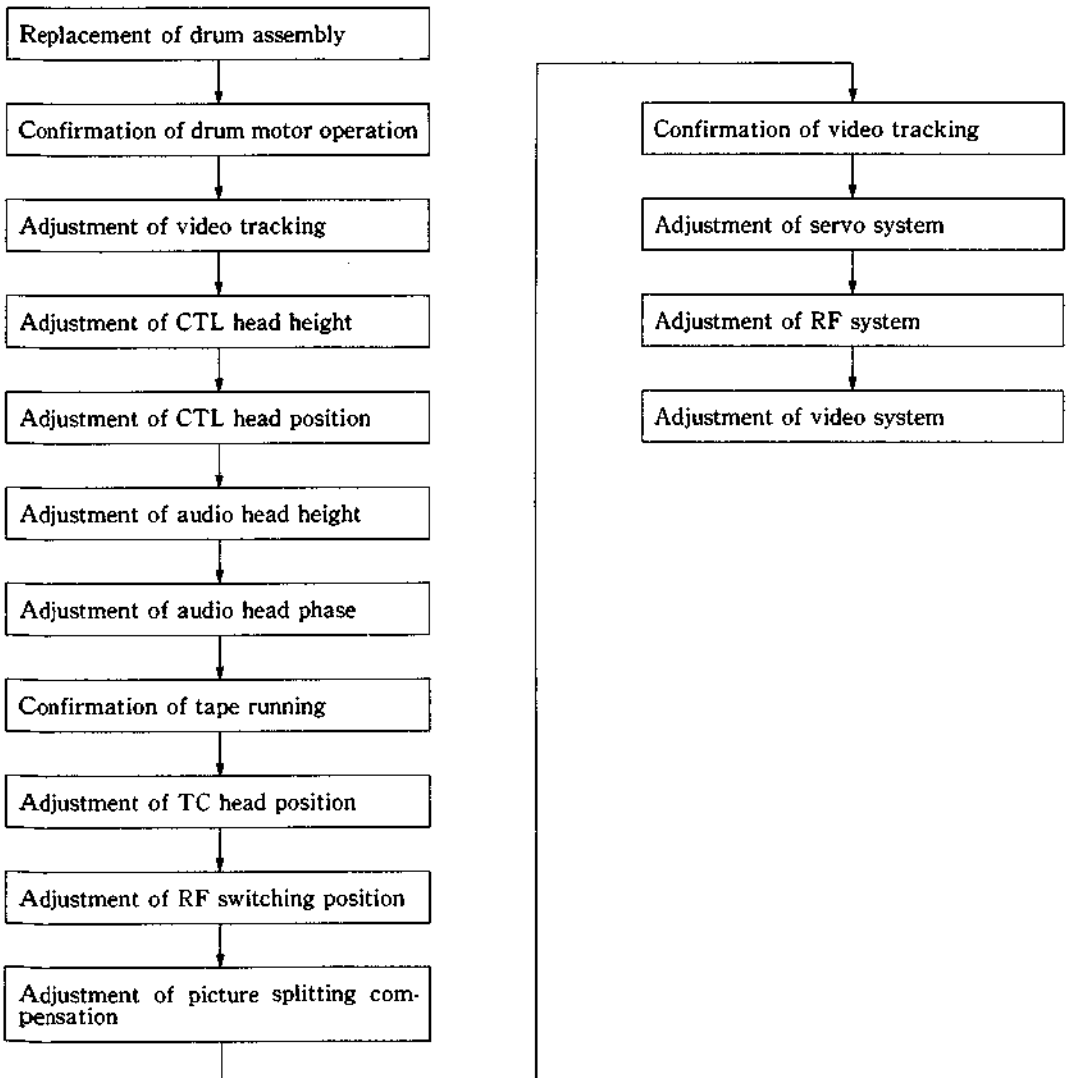 Replacement of drum assembly
Confirmation of drum motor operation
Adjustment of video tracking
Adjustment of CTL head height
Adjustment of CTL head position
Adjustment of audio head height
Adjustment of audio head phase
Confirmation of tape running
Adjustment of TC head position
Adjustment of RF switching position
Adjustment of picture splitting com-
pensation
Confirmation of video tracking
Adjustment of servo system
Adjustment of RF system
Adjustment of video system